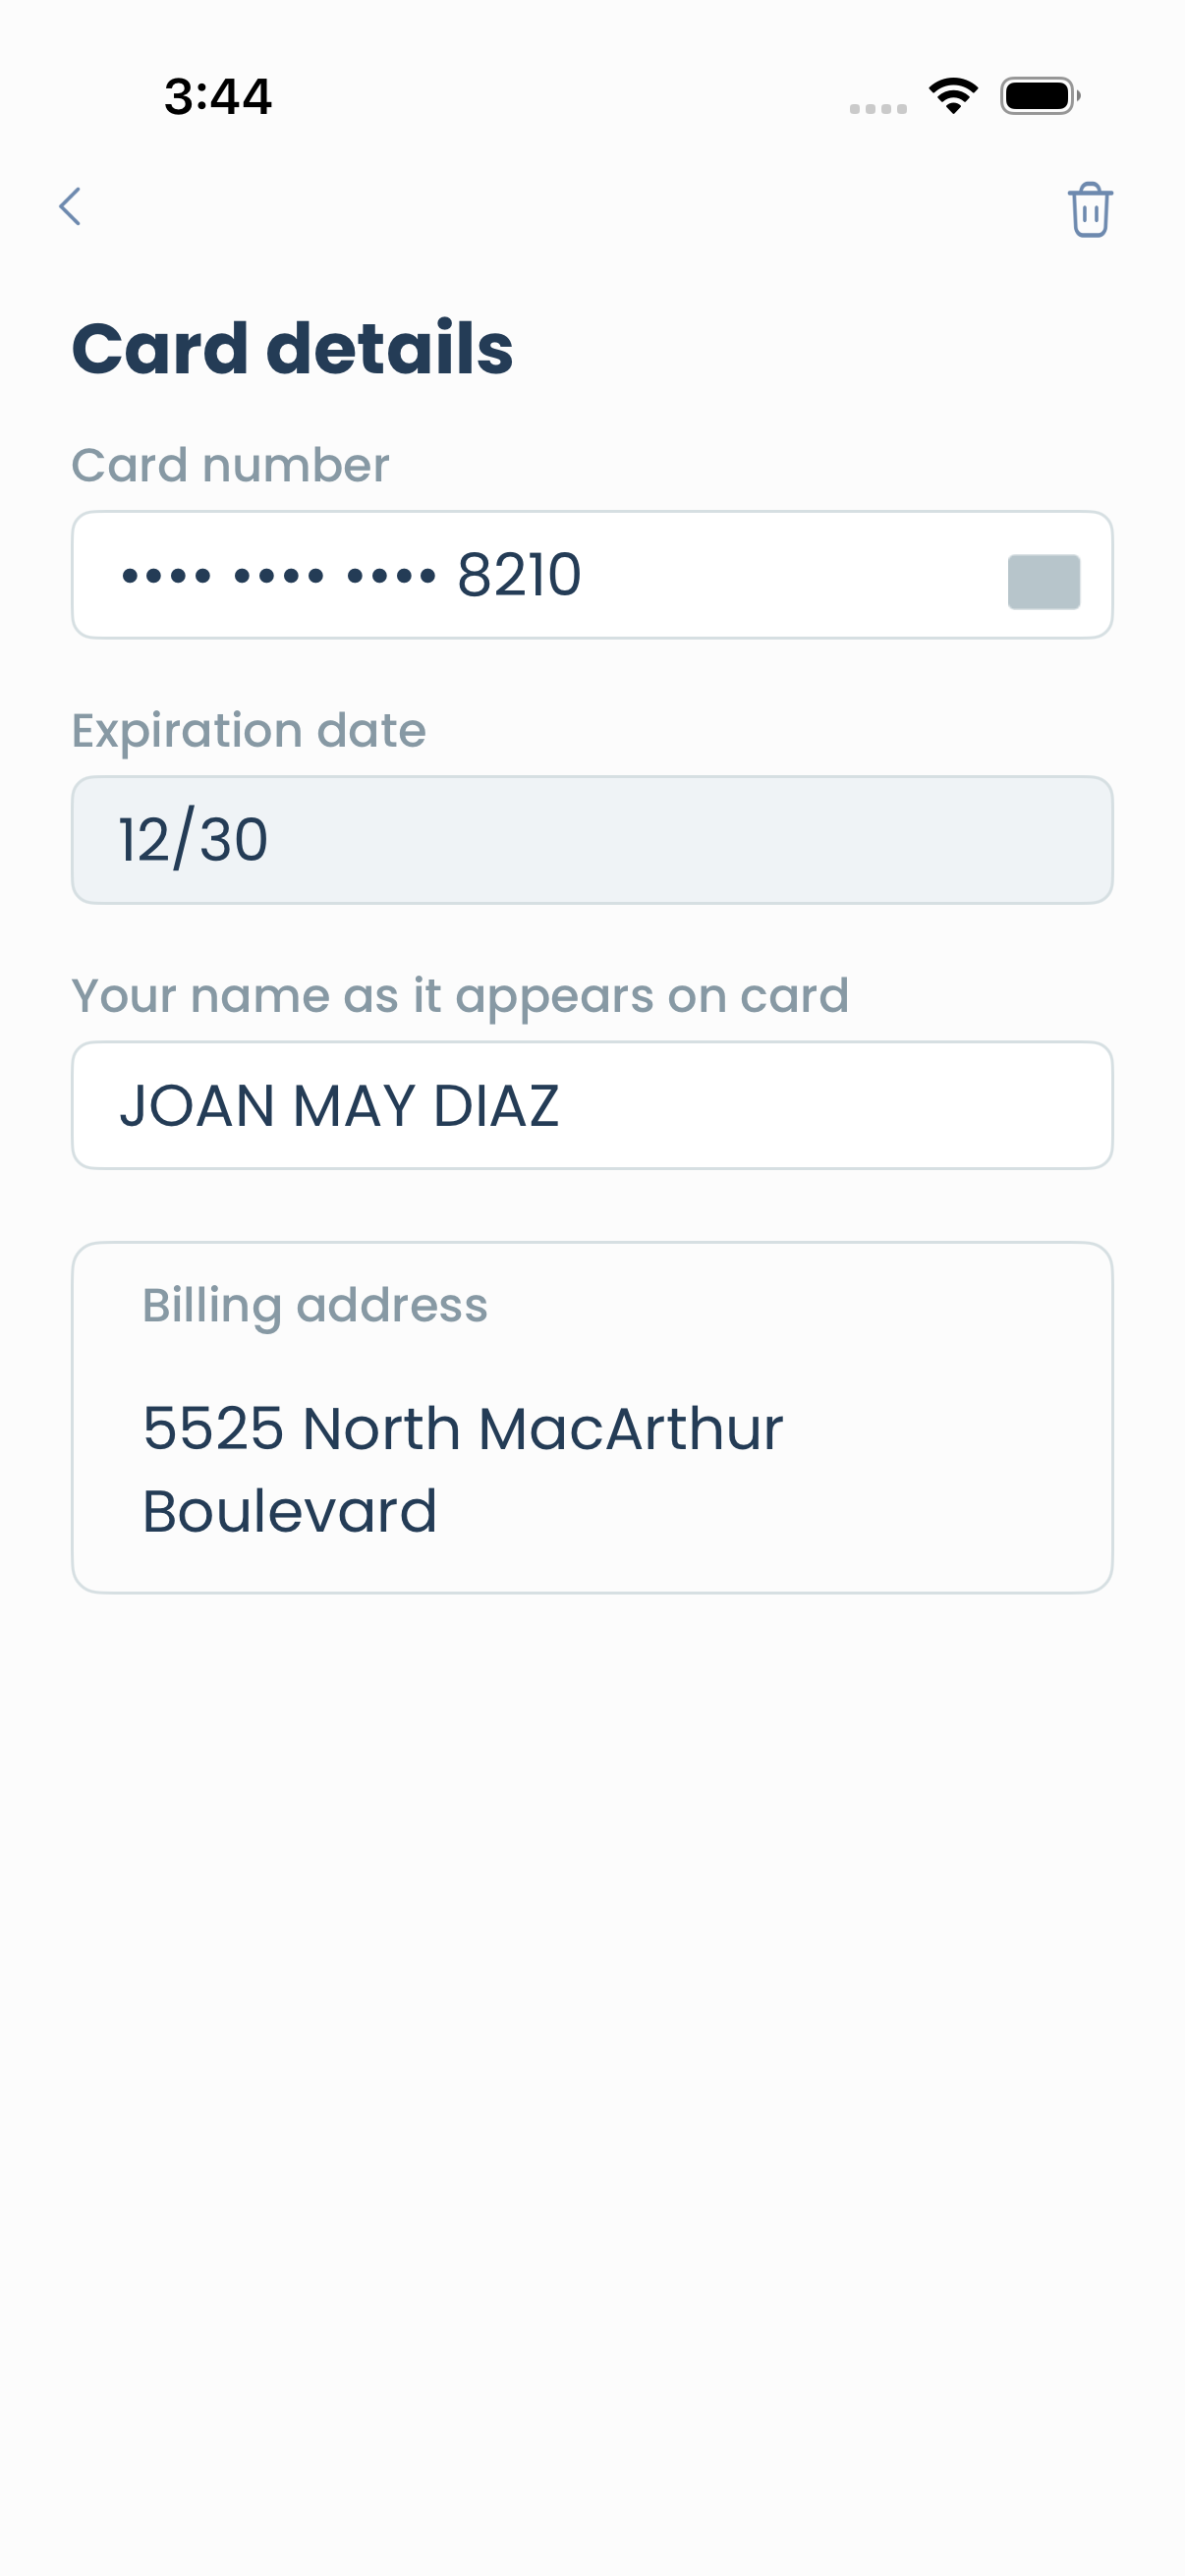 3:44
Card details
Card number
•••• •••• •••• 8210
Expiration date
12/30
Your name as it appears on card
JOAN MAY DIAZ
Billing address
5525 North MacArthur
Boulevard